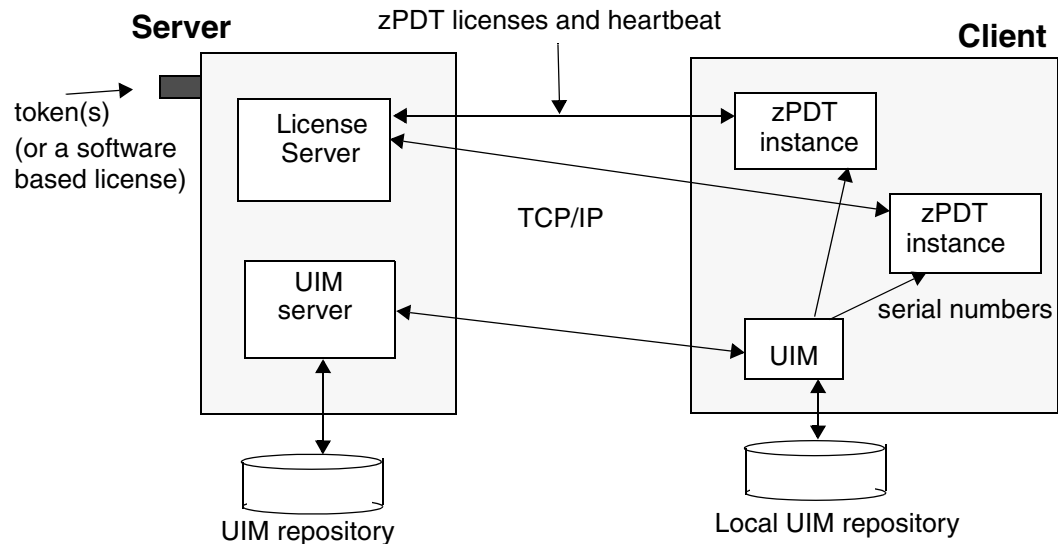 zPDT licenses and heartbeat
Server
Client
token(s)
(or a software
based license)
License
Server
zPDT
instance
TCP/IP
zPDT
instance
UIM
server
serial numbers
UIM
UIM repository
Local UIM repository